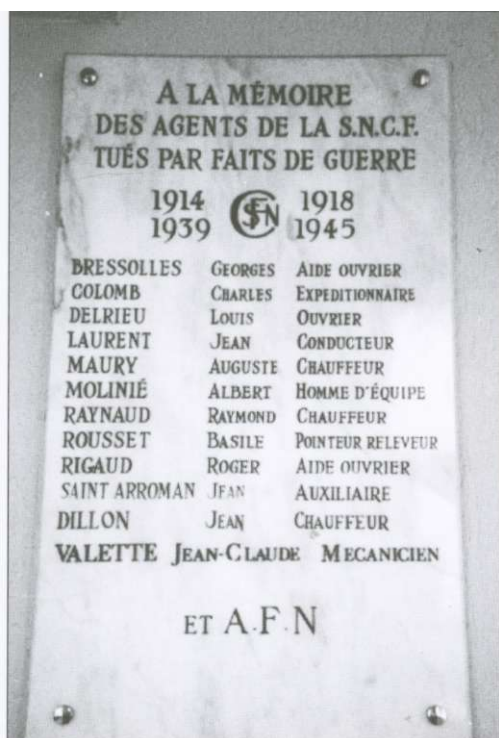 A LA MÉMOIRE
DES AGENTS DE LA S.N.C.F.
TUÉS PAR FAITS DE GUERRE
1914 SNCF 1918
1939 1945
BRESSOLLES GEORGES AIDE OUVRIER
COLOMB CHARLES EXPEDITIONNAIRE
DELRIEU LOUIS OUVRIER
LAURENT JEAN CONDUCTEUR
MAURY AUGUSTE CHAUFFEUR
MOLINIÉ ALBERT HOMME D'ÉQUIPE
RAYNAUD RAYMOND CHAUFFEUR
ROUSSET BASILE POINTEUR RELEVEUR
RIGAUD ROGER AIDE OUVRIER
SAINT ARROMAN JEAN AUXILIAIRE
DILLON JEAN CHAUFFEUR
VALETTE JEAN-CLAUDE MECANICIEN
ET A.F.N